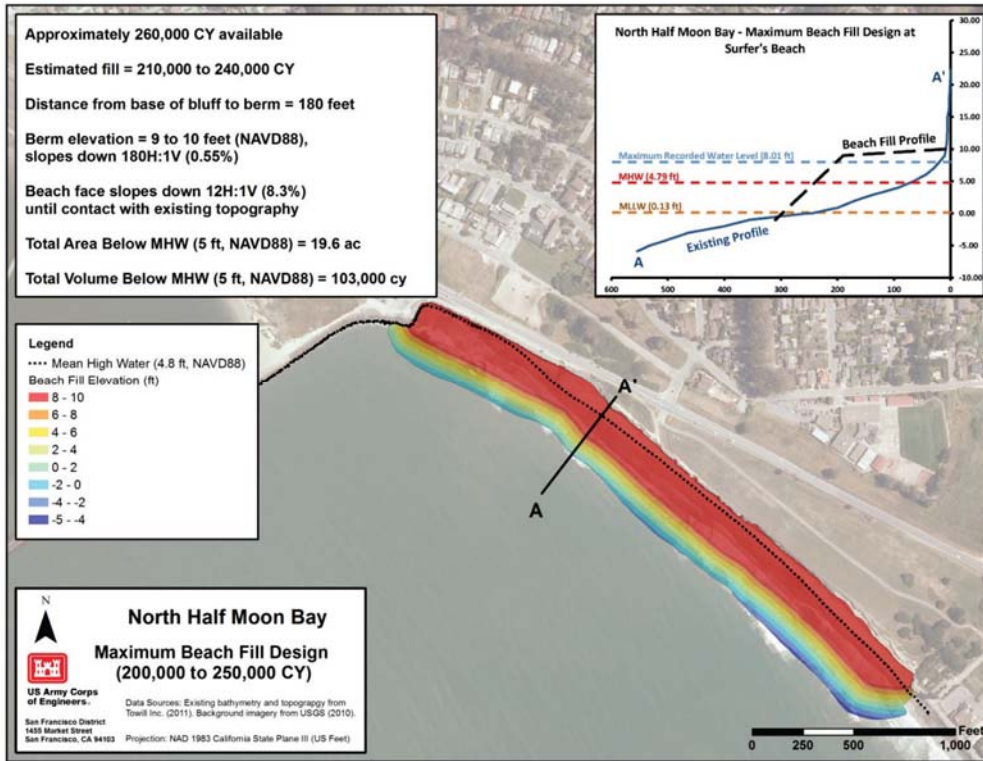 Approximately 260,000 CY available
Estimated fill = 210,000 to 240,000 CY
Distance from base of bluff to berm = 180 feet
Berm elevation = 9 to 10 feet (NAVD88),
slopes down 180H:1V (0.55%)
Beach face slopes down 12H:1V (8.3%)
until contact with existing topography
Total Area Below MHW (5 ft, NAVD88) = 19.6 ac
Total Volume Below MHW (5 ft, NAVD88) = 103,000 cy
North Half Moon Bay - Maximum Beach Fill Design at
Surfer's Beach
30.00
25.00
20.00
15.00
10.00
5.00
0.00
-5.00
-10.00
A'
Beach Fill Profile
Maximum Recorded Water Level (8.01 ft)
MHW (4.79 ft)
MLLW (0.13 ft)
Existing Profile
A
600
500
400
300
200
100
0
Legend
Mean High Water (4.8 ft, NAVD88)
Beach Fill Elevation (ft)
8 - 10
6 - 8
4 - 6
2 - 4
0 - 2
-2 - 0
-4 - -2
-5 - -4
A'
A
N
US Army Corps
of Engineers.
San Francisco District
1455 Market Street
San Francisco, CA 94103
North Half Moon Bay
Maximum Beach Fill Design
(200,000 to 250,000 CY)
Data Sources: Existing bathymetry and topograpgy from
Towill Inc. (2011). Background imagery from USGS (2010).
Projection: NAD 1983 California State Plane III (US Feet)
Feet
0
250
500
1,000